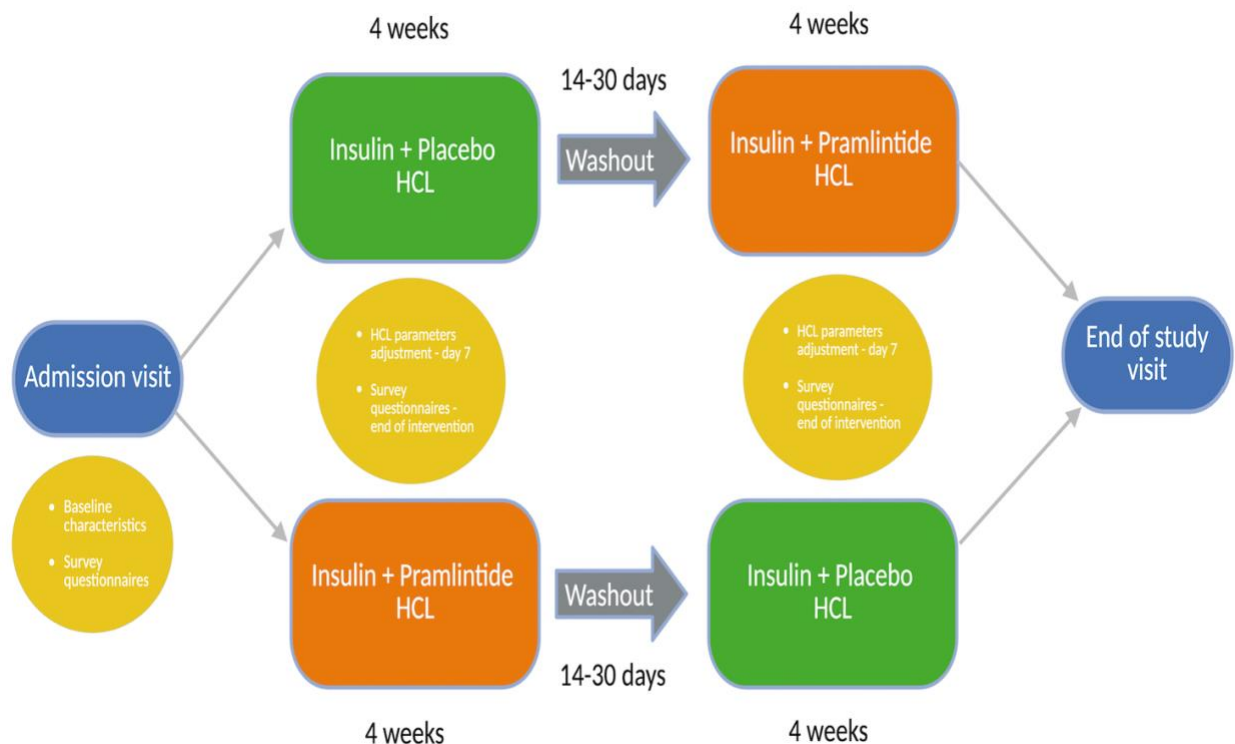 4 weeks
4 weeks
14-30 days
Insulin + Placebo
HCL
Washout
Insulin + Pramlintide
HCL
• HCL parameters
adjustment - day 7
• Survey
questionnaires -
end of intervention
• HCL parameters
adjustment - day 7
• Survey
questionnaires -
end of intervention
Admission visit
End of study
visit
• Baseline
characteristics
• Survey
questionnaires
Insulin + Pramlintide
HCL
Washout
Insulin + Placebo
HCL
14-30 days
4 weeks
4 weeks